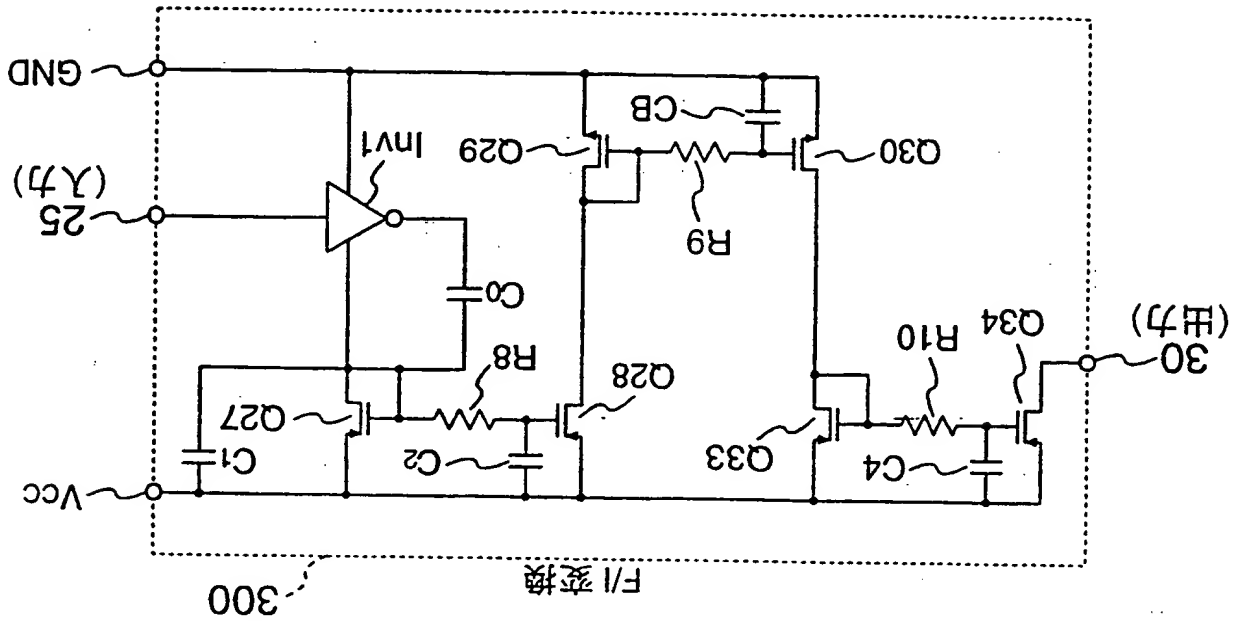 300
F/I 変換
Vcc
C1
C2
C4
Q27
Q33
R8
Q28
R10
Q34
30
(出力)
C0
R9
25
(入力)
Inv1
Q29
Q30
CB
GND